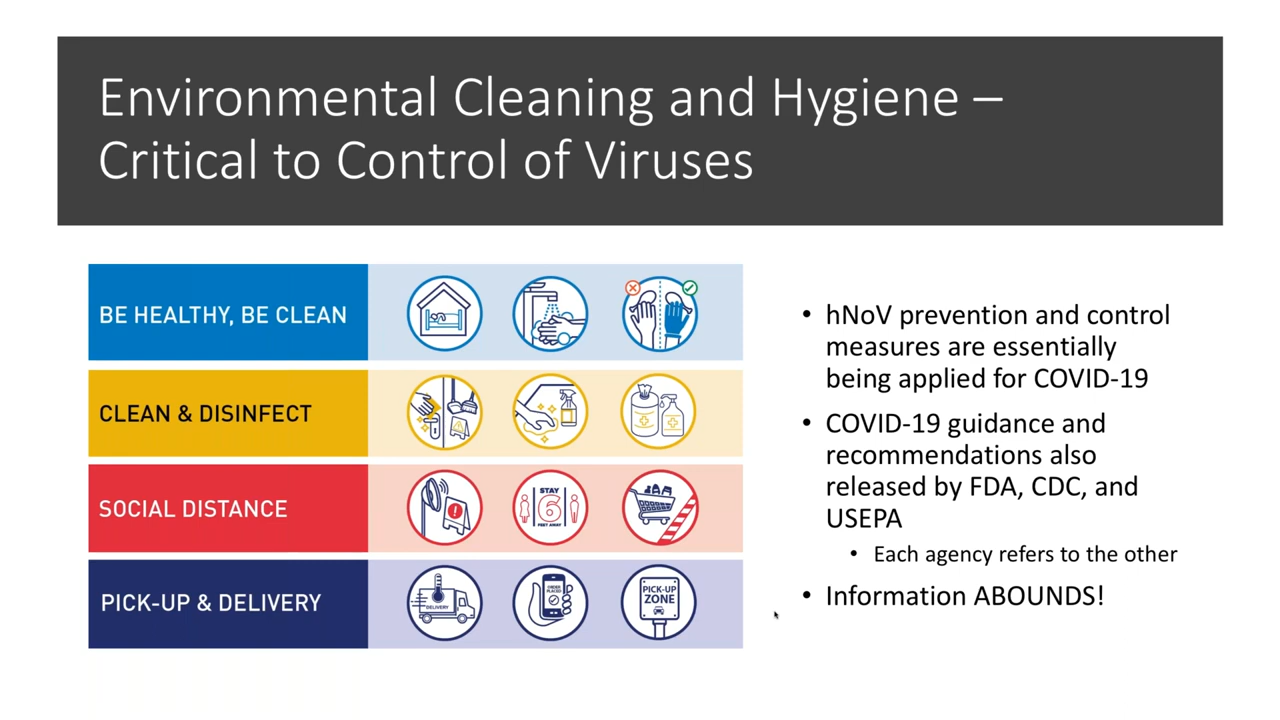 Environmental Cleaning and Hygiene –
Critical to Control of Viruses
BE HEALTHY, BE CLEAN
CLEAN & DISINFECT
SOCIAL DISTANCE
STAY
6
FEET AWAY
PICK-UP & DELIVERY
DELIVERY
ORDER
PLACED
PICK-UP
ZONE
• hNoV prevention and control
measures are essentially
being applied for COVID-19
• COVID-19 guidance and
recommendations also
released by FDA, CDC, and
USEPA
• Each agency refers to the other
• Information ABOUNDS!